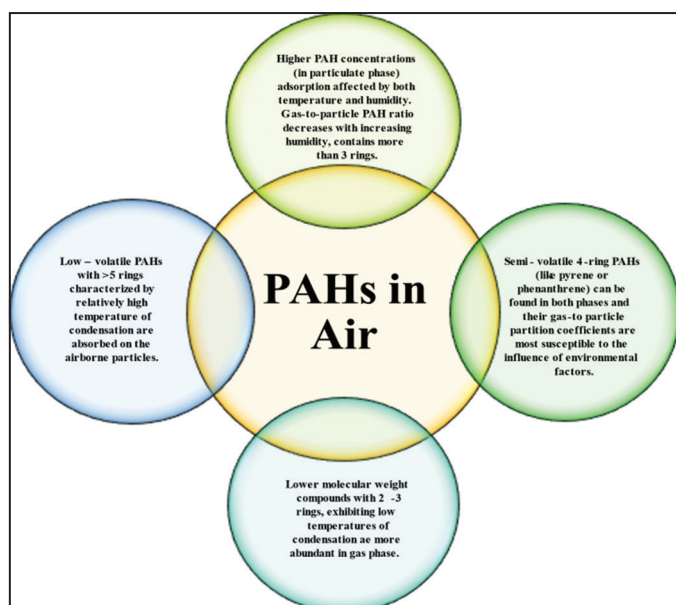 Higher PAH concentrations
(in particulate phase)
adsorption affected by both
temperature and humidity.
Gas-to-particle PAH ratio
decreases with increasing
humidity, contains more
than 3 rings.
Low – volatile PAHs
with >5 rings
characterized by
relatively high
temperature of
condensation are
absorbed on the
airborne particles.
PAHs in
Air
Semi - volatile 4-ring PAHs
(like pyrene or
phenanthrene) can be
found in both phases and
their gas-to particle
partition coefficients are
most susceptible to the
influence of environmental
factors.
Lower molecular weight
compounds with 2 -3
rings, exhibiting low
temperatures of
condensation ae more
abundant in gas phase.